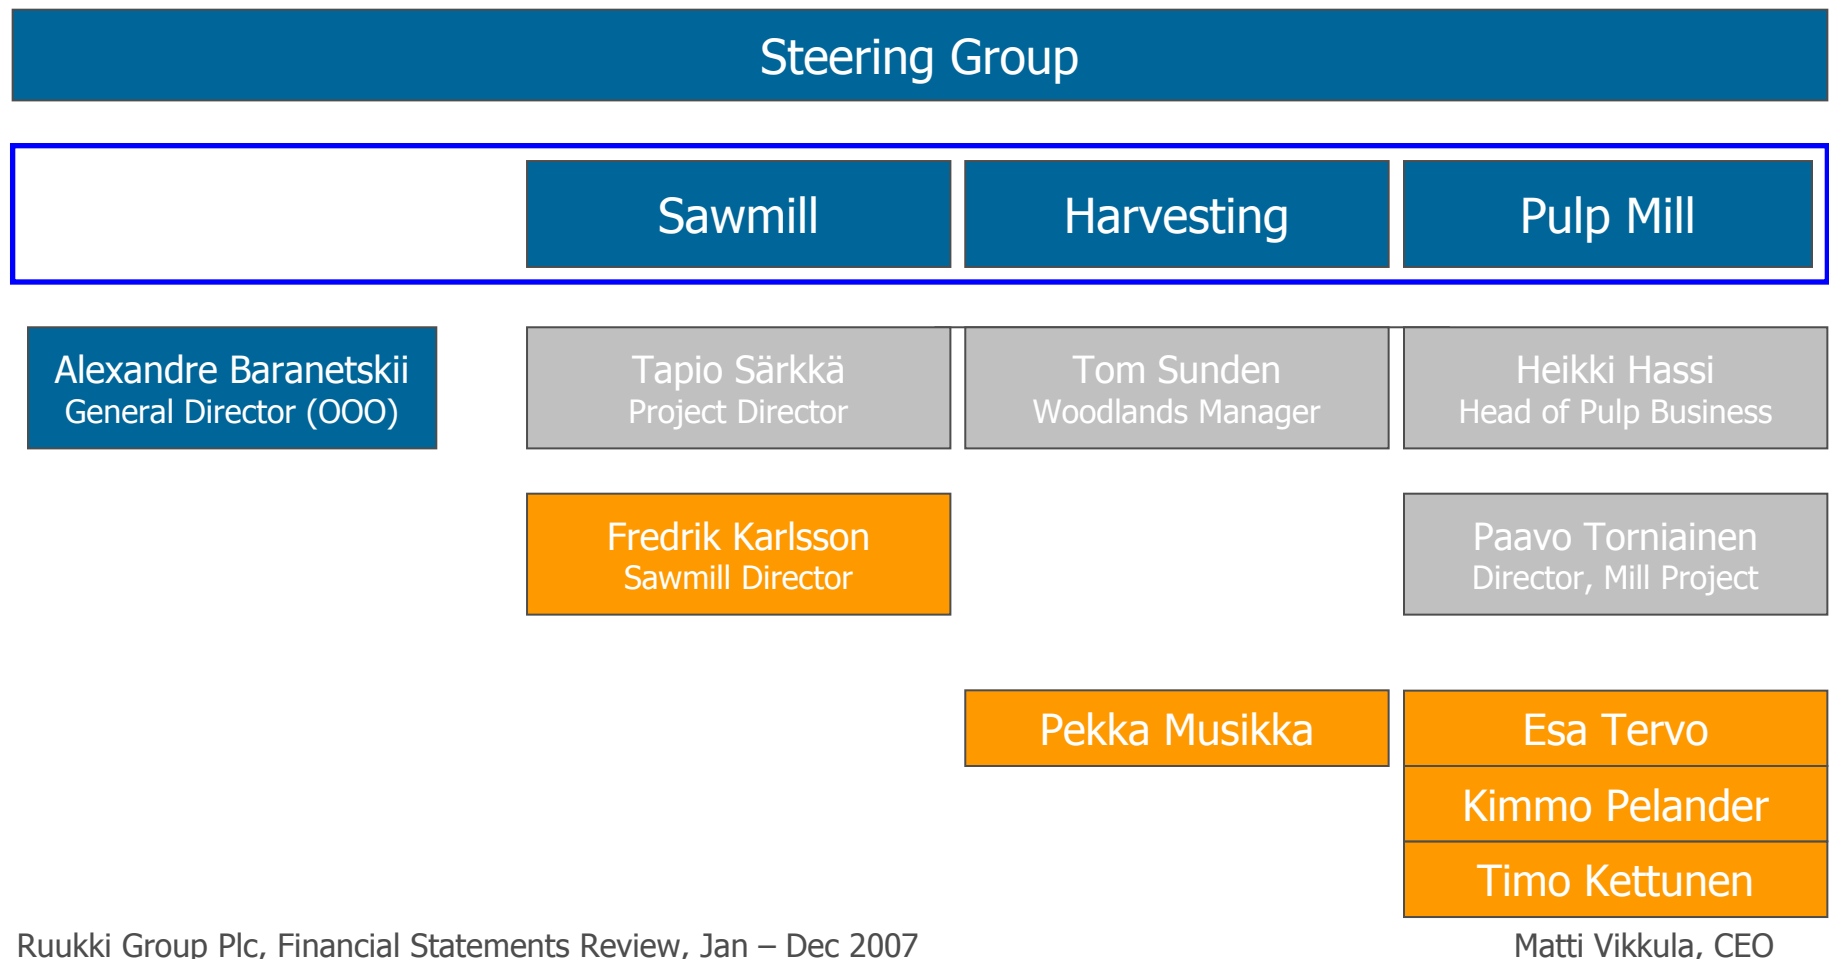 Steering Group
Sawmill
Harvesting
Pulp Mill
Alexandre Baranetskii
General Director (OOO)
Tapio Särkkä
Project Director
Tom Sunden
Woodlands Manager
Heikki Hassi
Head of Pulp Business
Fredrik Karlsson
Sawmill Director
Paavo Torniainen
Director, Mill Project
Pekka Musikka
Esa Tervo
Kimmo Pelander
Timo Kettunen
Ruukki Group Plc, Financial Statements Review, Jan – Dec 2007
Matti Vikkula, CEO